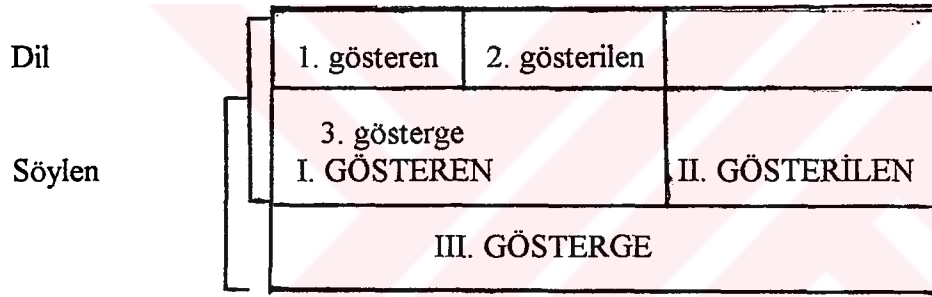 Dil 1. gösteren 2. gösterilen
3. gösterge
Söylen I. GÖSTEREN II. GÖSTERİLEN
III. GÖSTERGE